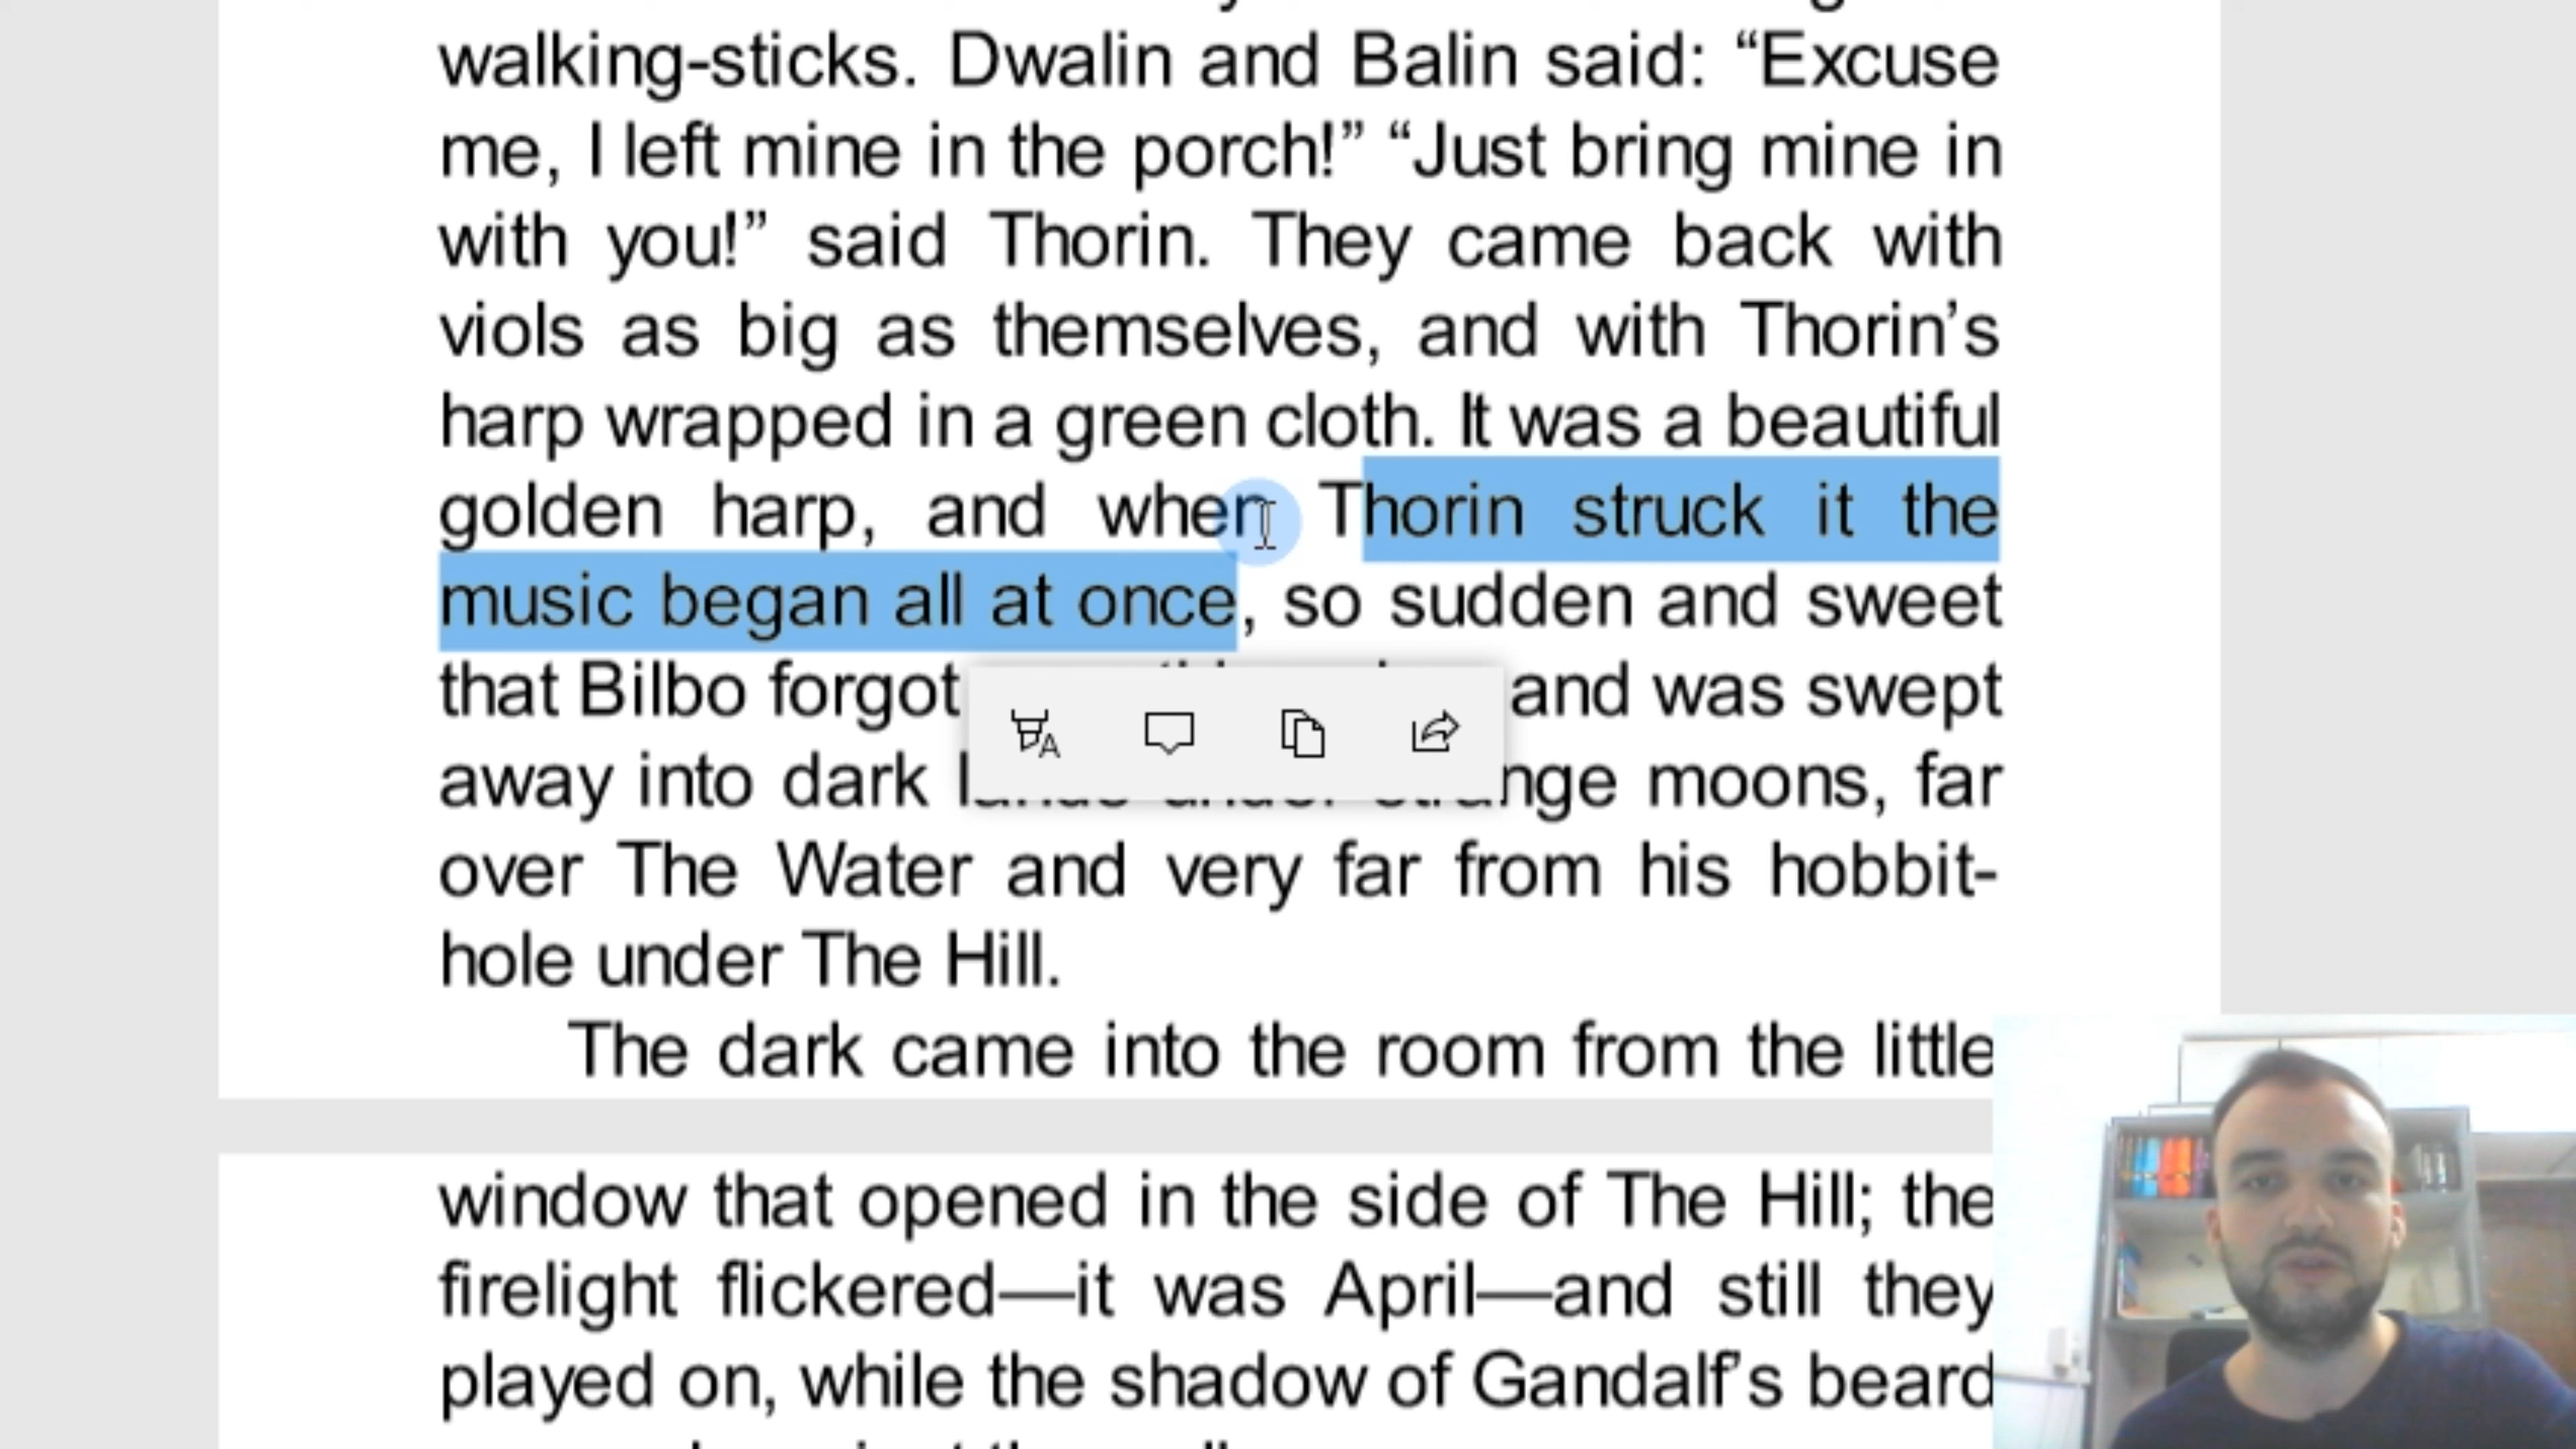 walking-sticks. Dwalin and Balin said: “Excuse
me, I left mine in the porch!” “Just bring mine in
with you!” said Thorin. They came back with
viols as big as themselves, and with Thorin’s
harp wrapped in a green cloth. It was a beautiful
golden harp, and when Thorin struck it the
music began all at once, so sudden and sweet
that Bilbo forgot and was swept
away into dark moons, far
over The Water and very far from his hobbit-
hole under The Hill.
The dark came into the room from the little
window that opened in the side of The Hill; the
firelight flickered—it was April—and still they
played on, while the shadow of Gandalf’s beard